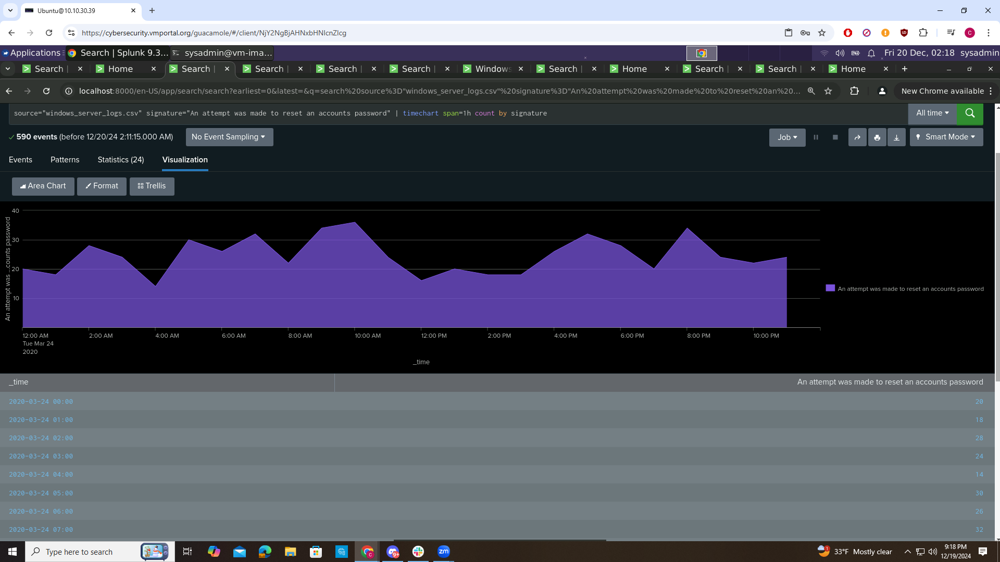 Ubuntu@10.10.30.39
https://cybersecurity.vmportal.org/guacamole/#/client/NjY2NgBjAHNxbHNlcnZlcg
Applications Search | Splunk 9.3... sysadmin@vm-ima... Fri 20 Dec, 02:18 sysadmin
Search | Home Search | Search | Search | Search | Windows Search | Home Search | Search | Home
localhost:8000/en-US/app/search/search?earliest=0&latest=&q=search%20source%3D"windows_server_logs.csv"%20signature%3D"An%20attempt%20was%20made%20to%20reset%20an%20... New Chrome available
source="windows_server_logs.csv" signature="An attempt was made to reset an accounts password" | timechart span=1h count by signature All time
590 events (before 12/20/24 2:11:15.000 AM) No Event Sampling Job Smart Mode
Events Patterns Statistics (24) Visualization
Area Chart Format Trellis
An attempt was ...counts password
40
30
20
10
An attempt was made to reset an accounts password
12:00 AM 2:00 AM 4:00 AM 6:00 AM 8:00 AM 10:00 AM 12:00 PM 2:00 PM 4:00 PM 6:00 PM 8:00 PM 10:00 PM
Tue Mar 24
2020
_time
_time An attempt was made to reset an accounts password
2020-03-24 00:00 20
2020-03-24 01:00 18
2020-03-24 02:00 28
2020-03-24 03:00 24
2020-03-24 04:00 14
2020-03-24 05:00 30
2020-03-24 06:00 26
2020-03-24 07:00 32
Type here to search 33°F Mostly clear 9:18 PM
12/19/2024